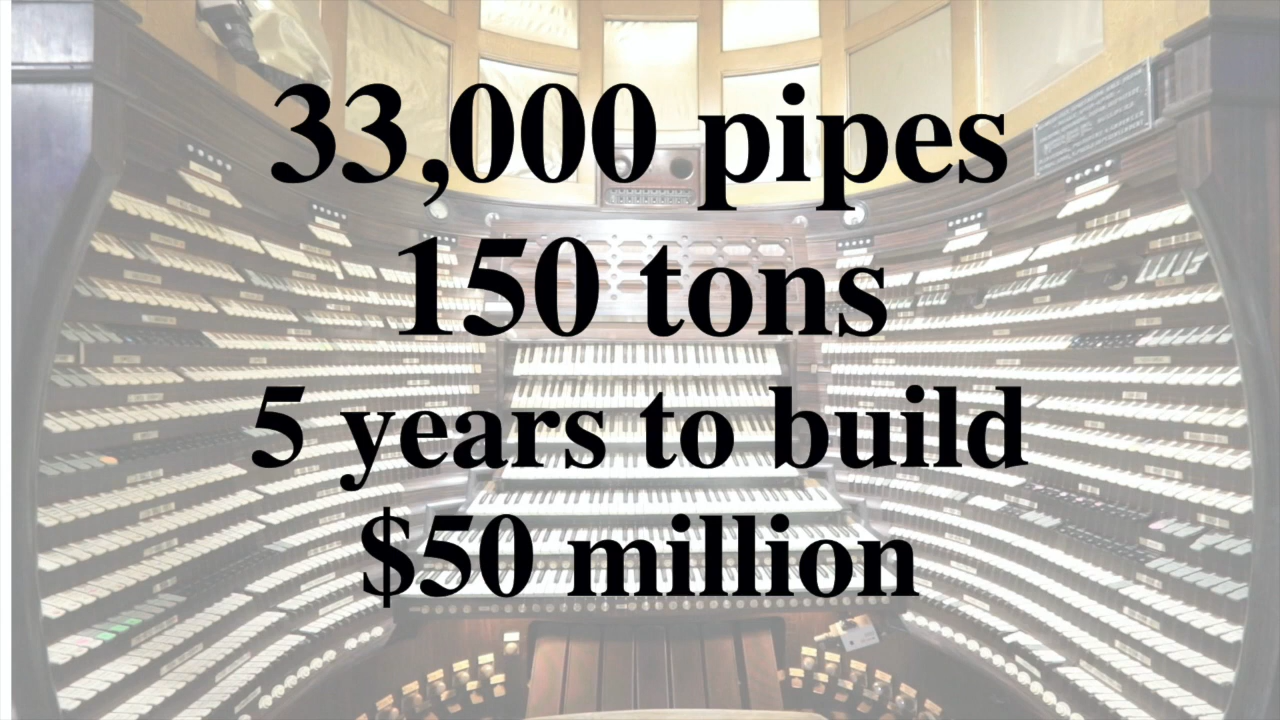 33,000 pipes
150 tons
5 years to build
$50 million